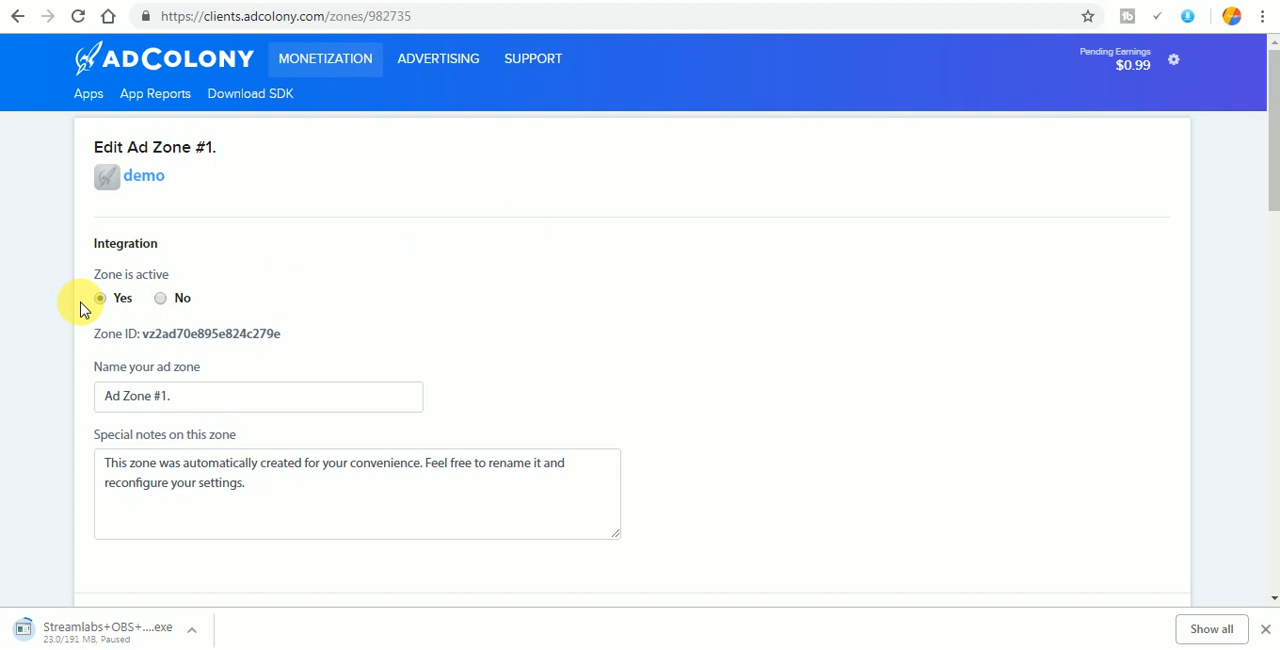 https://clients.adcolony.com/zones/982735
ADCOLONY
MONETIZATION
ADVERTISING
SUPPORT
Pending Earnings
$0.99
Apps
App Reports
Download SDK
Edit Ad Zone #1.
demo
Integration
Zone is active
Yes
No
Zone ID: vz2ad70e895e824c279e
Name your ad zone
Ad Zone #1.
Special notes on this zone
This zone was automatically created for your convenience. Feel free to rename it and
reconfigure your settings.
Streamlabs+OBS+....exe
23.0/191 MB, Paused
Show all